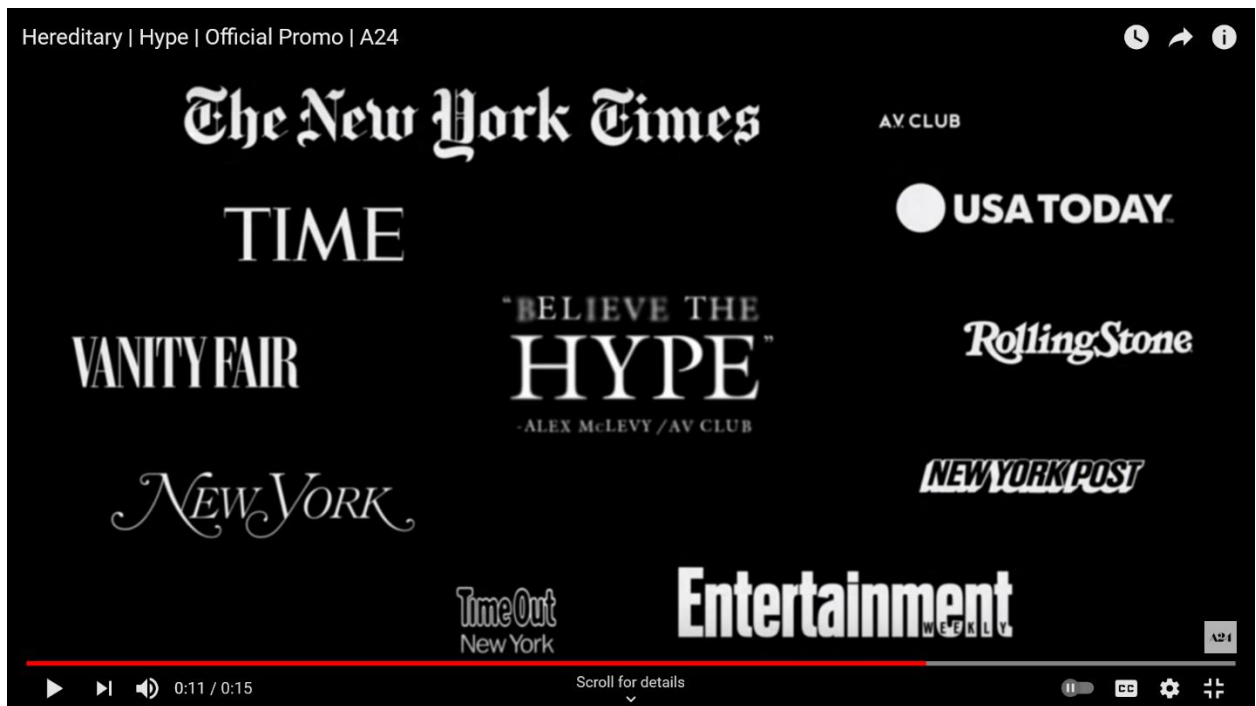 Hereditary | Hype | Official Promo | A24
The New York Times
A.V. CLUB
TIME
USA TODAY
"BELIEVE THE
HYPE"
-ALEX McLEVY / AV CLUB
VANITY FAIR
RollingStone
NEW YORK
NEW YORK POST
TimeOut
New York
Entertainment
WEEKLY
A24
0:11 / 0:15
Scroll for details
CC